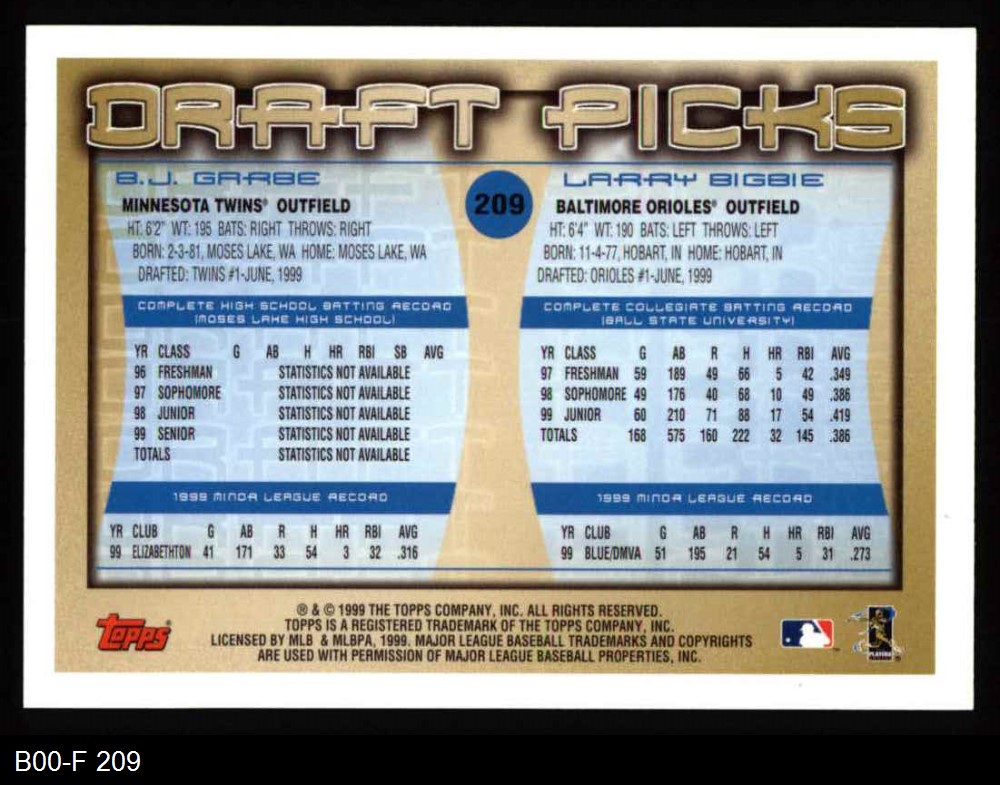 DRAFT PICKS
209
B.J. GARBE
MINNESOTA TWINS® OUTFIELD
HT: 6'2" WT: 195 BATS: RIGHT THROWS: RIGHT
BORN: 2-3-81, MOSES LAKE, WA HOME: MOSES LAKE, WA
DRAFTED: TWINS #1-JUNE, 1999
COMPLETE HIGH SCHOOL BATTING RECORD
(MOSES LAKE HIGH SCHOOL)
YR CLASS G AB H HR RBI SB AVG
96 FRESHMAN STATISTICS NOT AVAILABLE
97 SOPHOMORE STATISTICS NOT AVAILABLE
98 JUNIOR STATISTICS NOT AVAILABLE
99 SENIOR STATISTICS NOT AVAILABLE
TOTALS STATISTICS NOT AVAILABLE
1999 MINOR LEAGUE RECORD
YR CLUB G AB R H HR RBI AVG
99 ELIZABETHTON 41 171 33 54 3 32 .316
LARRY BIGBIE
BALTIMORE ORIOLES® OUTFIELD
HT: 6'4" WT: 190 BATS: LEFT THROWS: LEFT
BORN: 11-4-77, HOBART, IN HOME: HOBART, IN
DRAFTED: ORIOLES #1-JUNE, 1999
COMPLETE COLLEGIATE BATTING RECORD
(BALL STATE UNIVERSITY)
YR CLASS G AB R H HR RBI AVG
97 FRESHMAN 59 189 49 66 5 42 .349
98 SOPHOMORE 49 176 40 68 10 49 .386
99 JUNIOR 60 210 71 88 17 54 .419
TOTALS 168 575 160 222 32 145 .386
1999 MINOR LEAGUE RECORD
YR CLUB G AB R H HR RBI AVG
99 BLUE/DMVA 51 195 21 54 5 31 .273
Topps
® & © 1999 THE TOPPS COMPANY, INC. ALL RIGHTS RESERVED.
TOPPS IS A REGISTERED TRADEMARK OF THE TOPPS COMPANY, INC.
LICENSED BY MLB & MLBPA, 1999. MAJOR LEAGUE BASEBALL TRADEMARKS AND COPYRIGHTS
ARE USED WITH PERMISSION OF MAJOR LEAGUE BASEBALL PROPERTIES, INC.
B00-F 209